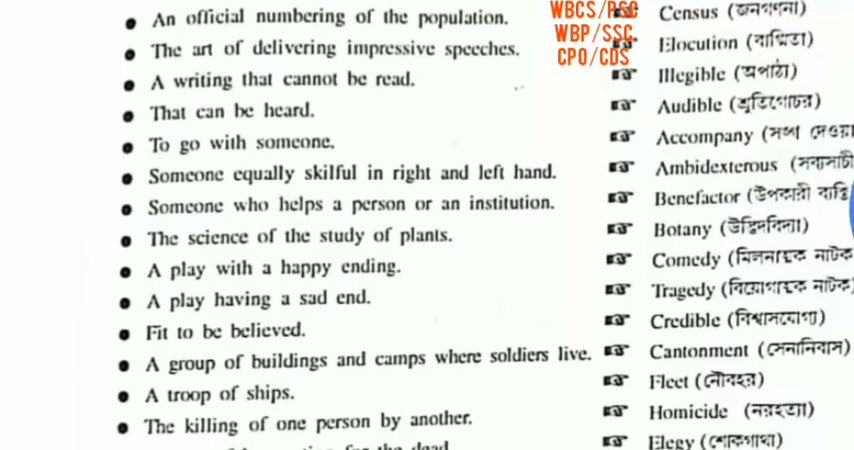 • An official numbering of the population. WBCS/PSC ☞ Census (জনগণনা)
• The art of delivering impressive speeches. WBP/SSC ☞ Elocution (বাগ্মিতা)
• A writing that cannot be read. CPO/CDS ☞ Illegible (অপাঠ্য)
• That can be heard. ☞ Audible (শ্রুতিগোচর)
• To go with someone. ☞ Accompany (সঙ্গ দেওয়া
• Someone equally skilful in right and left hand. ☞ Ambidexterous (সব্যসাচী
• Someone who helps a person or an institution. ☞ Benefactor (উপকারী ব্যক্তি
• The science of the study of plants. ☞ Botany (উদ্ভিদবিদ্যা)
• A play with a happy ending. ☞ Comedy (মিলনাত্মক নাটক
• A play having a sad end. ☞ Tragedy (বিয়োগাত্মক নাটক)
• Fit to be believed. ☞ Credible (বিশ্বাসযোগ্য)
• A group of buildings and camps where soldiers live. ☞ Cantonment (সেনানিবাস)
• A troop of ships. ☞ Fleet (নৌবহর)
• The killing of one person by another. ☞ Homicide (নরহত্যা)
for the dead ☞ Elegy (শোকগাথা)